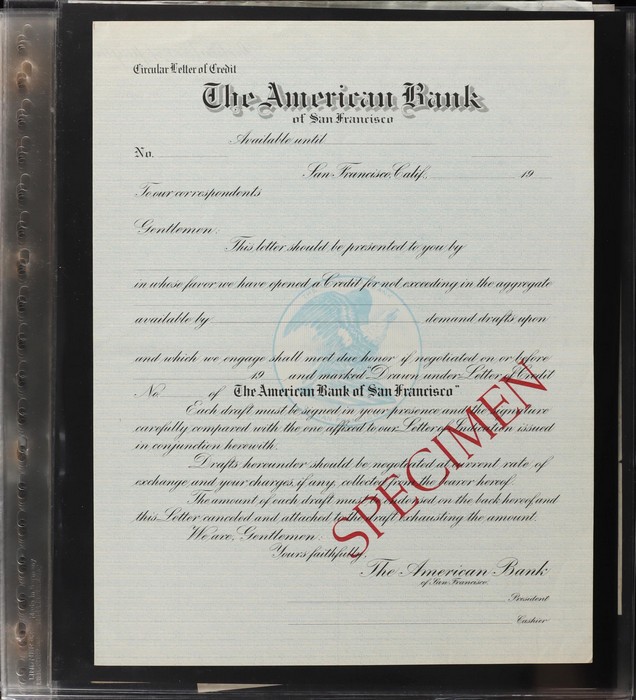 Circular Letter of Credit
The American Bank
of San Francisco
Available until
No.
San Francisco, Calif. 19
To our correspondents
Gentlemen:
This letter should be presented to you by
in whose favor we have opened a Credit for not exceeding in the aggregate
available by demand drafts upon
and which we engage shall meet due honor if negotiated on or before
19 and marked "Drawn under Letter of Credit
No. of The American Bank of San Francisco"
Each draft must be signed in your presence and the signature
carefully compared with the one affixed to our Letter of Indication issued
in conjunction herewith.
Drafts hereunder should be negotiated at current rate of
exchange and your charges, if any, collected from the bearer hereof.
The amount of each draft must be endorsed on the back hereof and
this Letter canceled and attached to the draft exhausting the amount.
We are, Gentlemen:
Yours faithfully,
The American Bank
of San Francisco.
President
Cashier
SPECIMEN